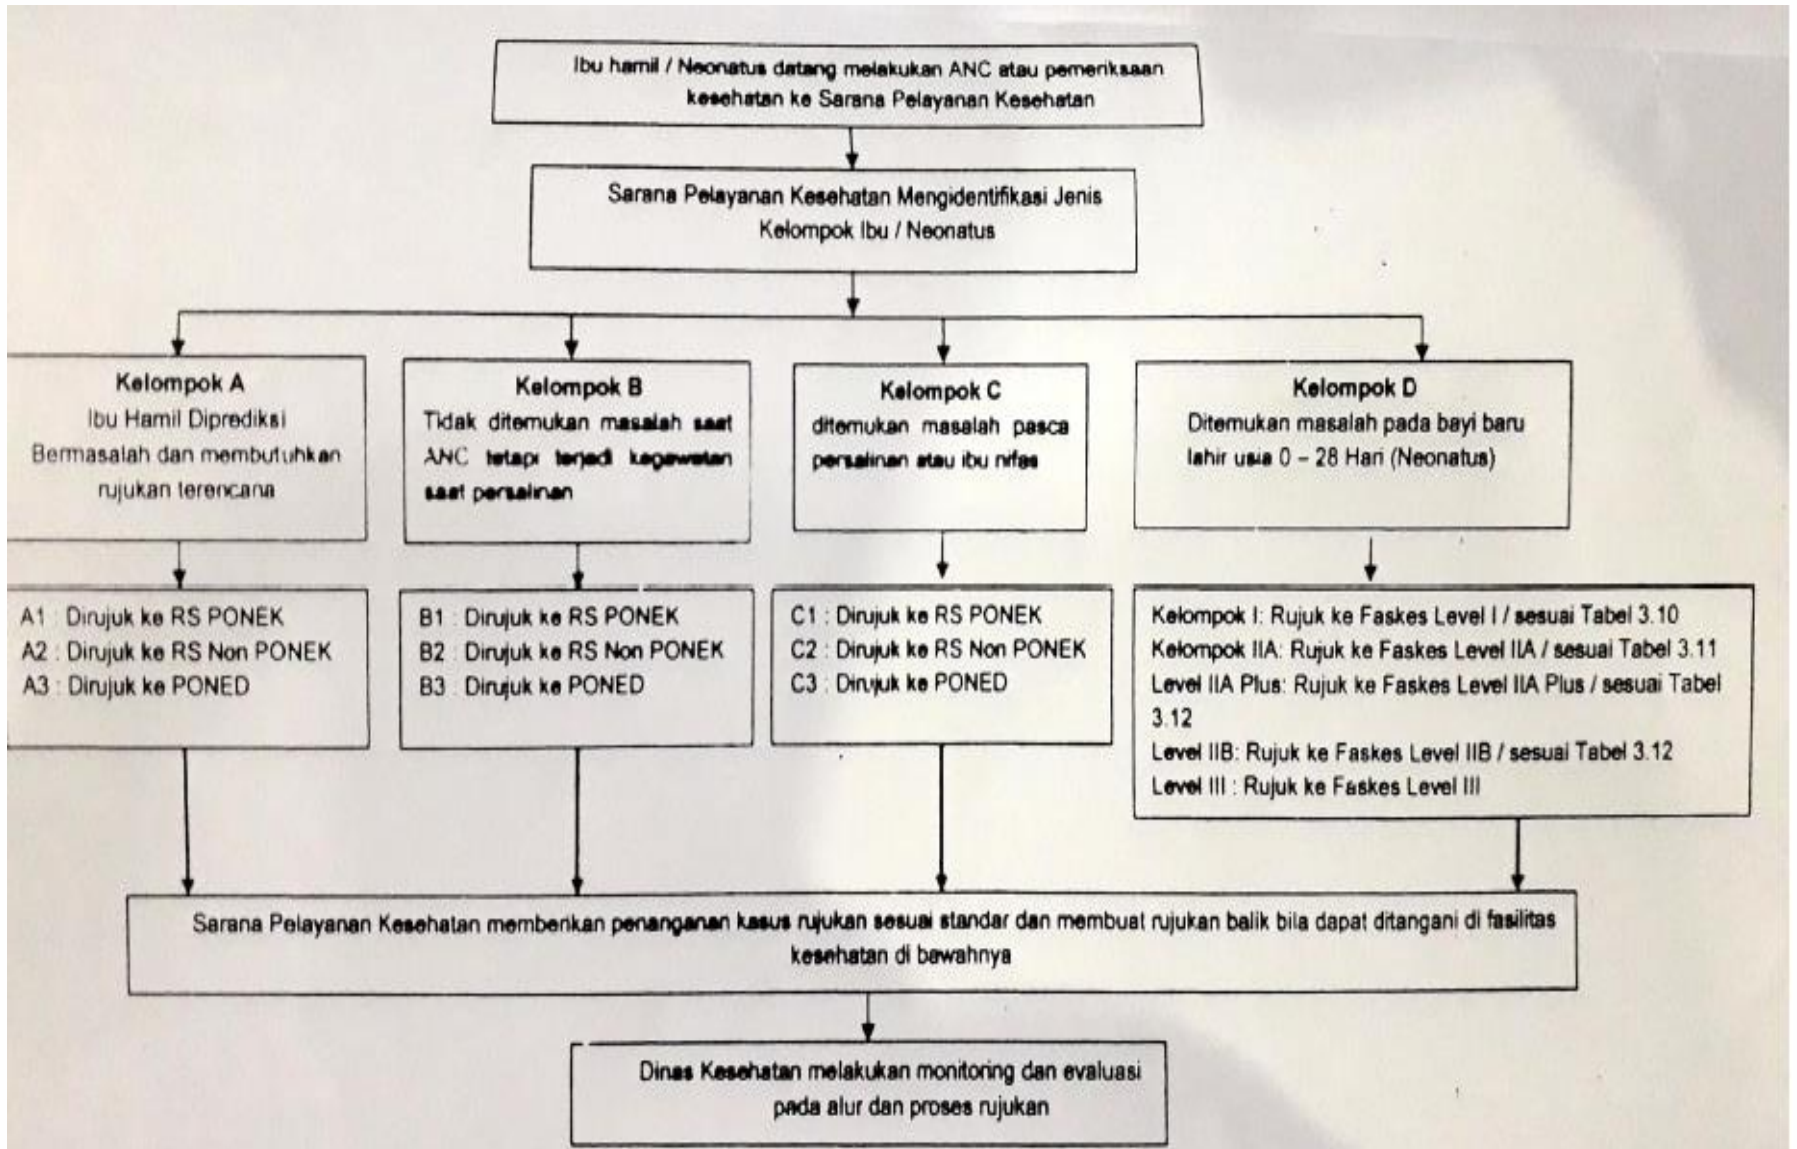 Ibu hamil / Neonatus datang melakukan ANC atau pemeriksaan
kesehatan ke Sarana Pelayanan Kesehatan
Sarana Pelayanan Kesehatan Mengidentifikasi Jenis
Kelompok Ibu / Neonatus
Kelompok A
Ibu Hamil Diprediksi
Bermasalah dan membutuhkan
rujukan terencana
Kelompok B
Tidak ditemukan masalah saat
ANC tetapi terjadi kegawatan
saat persalinan
Kelompok C
ditemukan masalah pasca
persalinan atau ibu nifas
Kelompok D
Ditemukan masalah pada bayi baru
lahir usia 0 – 28 Hari (Neonatus)
A1 : Dirujuk ke RS PONEK
A2 : Dirujuk ke RS Non PONEK
A3 : Dirujuk ke PONED
B1 : Dirujuk ke RS PONEK
B2 : Dirujuk ke RS Non PONEK
B3 : Dirujuk ke PONED
C1 : Dirujuk ke RS PONEK
C2 : Dirujuk ke RS Non PONEK
C3 : Dirujuk ke PONED
Kelompok I: Rujuk ke Faskes Level I / sesuai Tabel 3.10
Kelompok IIA: Rujuk ke Faskes Level IIA / sesuai Tabel 3.11
Level IIA Plus: Rujuk ke Faskes Level IIA Plus / sesuai Tabel
3.12
Level IIB: Rujuk ke Faskes Level IIB / sesuai Tabel 3.12
Level III : Rujuk ke Faskes Level III
Sarana Pelayanan Kesehatan memberikan penanganan kasus rujukan sesuai standar dan membuat rujukan balik bila dapat ditangani di fasilitas
kesehatan di bawahnya
Dinas Kesehatan melakukan monitoring dan evaluasi
pada alur dan proses rujukan